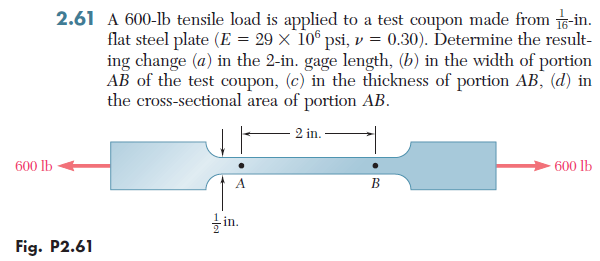 2.61 A 600-lb tensile load is applied to a test coupon made from 1/16-in.
flat steel plate (E = 29 × 10⁶ psi, ν = 0.30). Determine the result-
ing change (a) in the 2-in. gage length, (b) in the width of portion
AB of the test coupon, (c) in the thickness of portion AB, (d) in
the cross-sectional area of portion AB.
2 in.
600 lb
600 lb
A
B
1/2 in.
Fig. P2.61